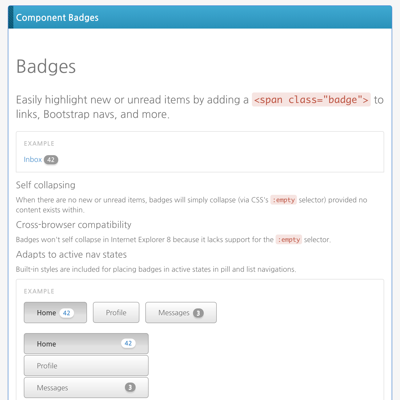 Component Badges
Badges
Easily highlight new or unread items by adding a <span class="badge"> to
links, Bootstrap navs, and more.
EXAMPLE
Inbox 42
Self collapsing
When there are no new or unread items, badges will simply collapse (via CSS's :empty selector) provided no
content exists within.
Cross-browser compatibility
Badges won't self collapse in Internet Explorer 8 because it lacks support for the :empty selector.
Adapts to active nav states
Built-in styles are included for placing badges in active states in pill and list navigations.
EXAMPLE
Home 42 Profile Messages 3
Home 42
Profile
Messages 3